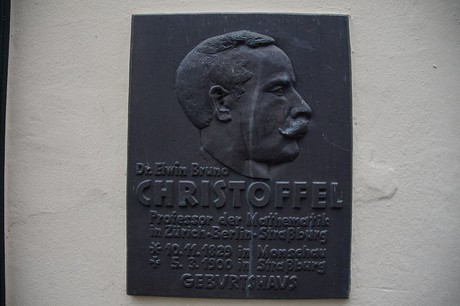 Dr. Elwin Bruno
CHRISTOFFEL
Professor der Mathematik
in Zürich-Berlin-Straßburg
* 10.11.1829 in Monschau
5.3.1900 in Straßburg
GEBURTSHAUS